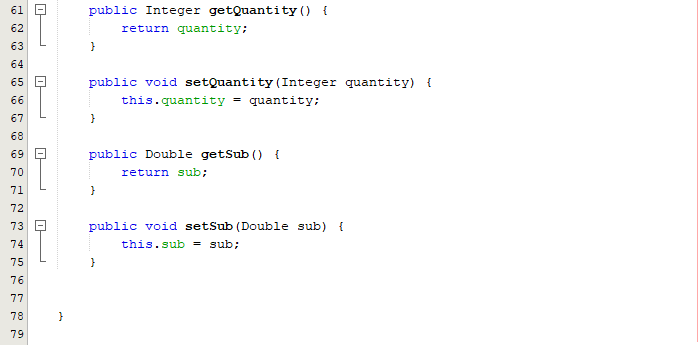 61 public Integer getQuantity() {
62 return quantity;
63 }
64
65 public void setQuantity(Integer quantity) {
66 this.quantity = quantity;
67 }
68
69 public Double getSub() {
70 return sub;
71 }
72
73 public void setSub(Double sub) {
74 this.sub = sub;
75 }
76
77
78 }
79